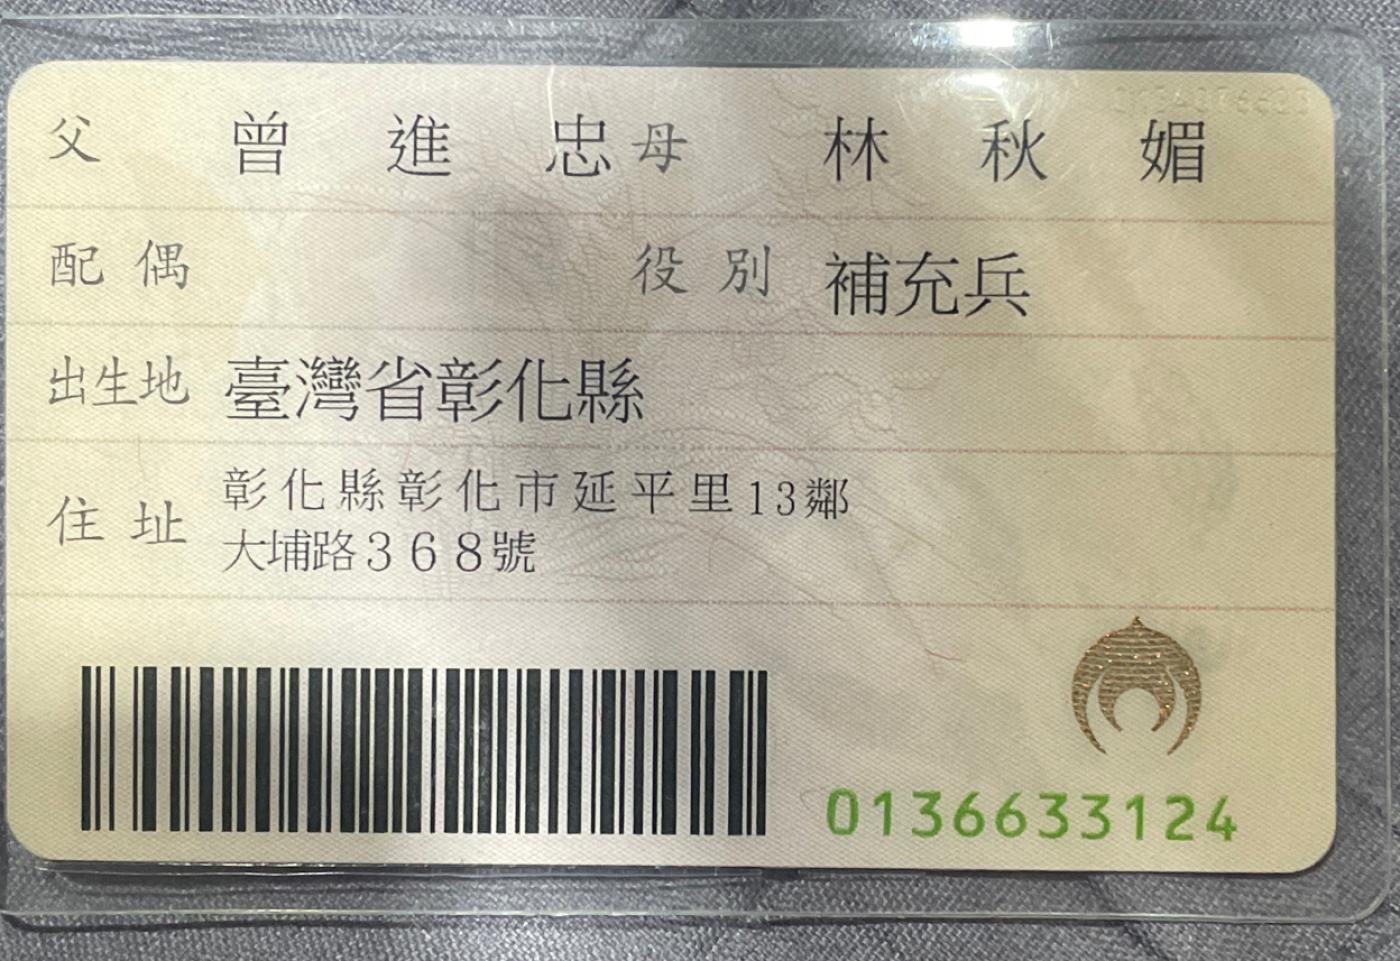 父 曾進忠 母 林秋媚
配偶 役別 補充兵
出生地 臺灣省彰化縣
住址 彰化縣彰化市延平里13鄰
大埔路368號
0136633124